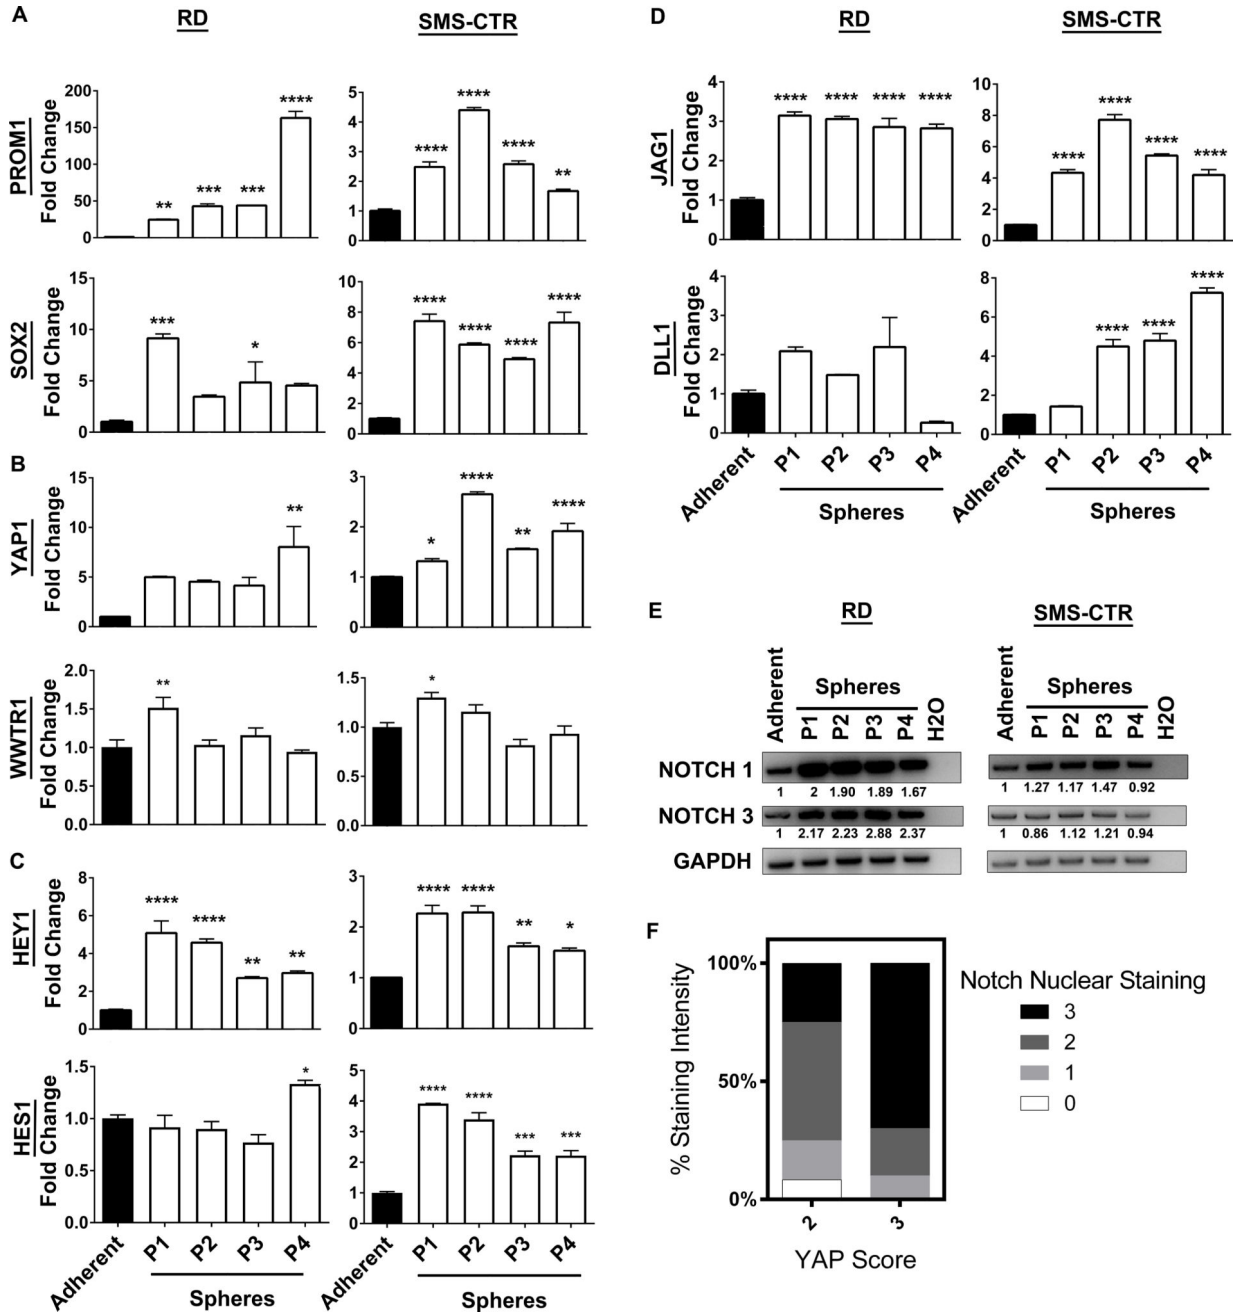 A
RD
SMS-CTR
PROM1
Fold Change
200
150
100
50
0
**
***
***
****
5
4
3
2
1
0
****
****
****
**
SOX2
Fold Change
15
10
5
0
***
*
10
8
6
4
2
0
****
****
****
****
B
YAP1
Fold Change
15
10
5
0
**
3
2
1
0
*
****
**
****
WWTR1
Fold Change
2.0
1.5
1.0
0.5
0.0
**
1.5
1.0
0.5
0.0
*
C
HEY1
Fold Change
8
6
4
2
0
****
****
**
**
3
2
1
0
****
****
**
*
HES1
Fold Change
1.5
1.0
0.5
0.0
*
5
4
3
2
1
0
****
****
***
***
Adherent P1 P2 P3 P4
Spheres
Adherent P1 P2 P3 P4
Spheres
D
RD
SMS-CTR
JAG1
Fold Change
4
3
2
1
0
****
****
****
****
10
8
6
4
2
0
****
****
****
****
DLL1
Fold Change
4
3
2
1
0
8
6
4
2
0
****
****
****
Adherent P1 P2 P3 P4
Spheres
Adherent P1 P2 P3 P4
Spheres
E
RD
SMS-CTR
Spheres
Adherent P1 P2 P3 P4 H2O
Spheres
Adherent P1 P2 P3 P4 H2O
NOTCH 1
1 2 1.90 1.89 1.67
1 1.27 1.17 1.47 0.92
NOTCH 3
1 2.17 2.23 2.88 2.37
1 0.86 1.12 1.21 0.94
GAPDH
F
% Staining Intensity
100%
50%
0%
2
3
YAP Score
Notch Nuclear Staining
3
2
1
0